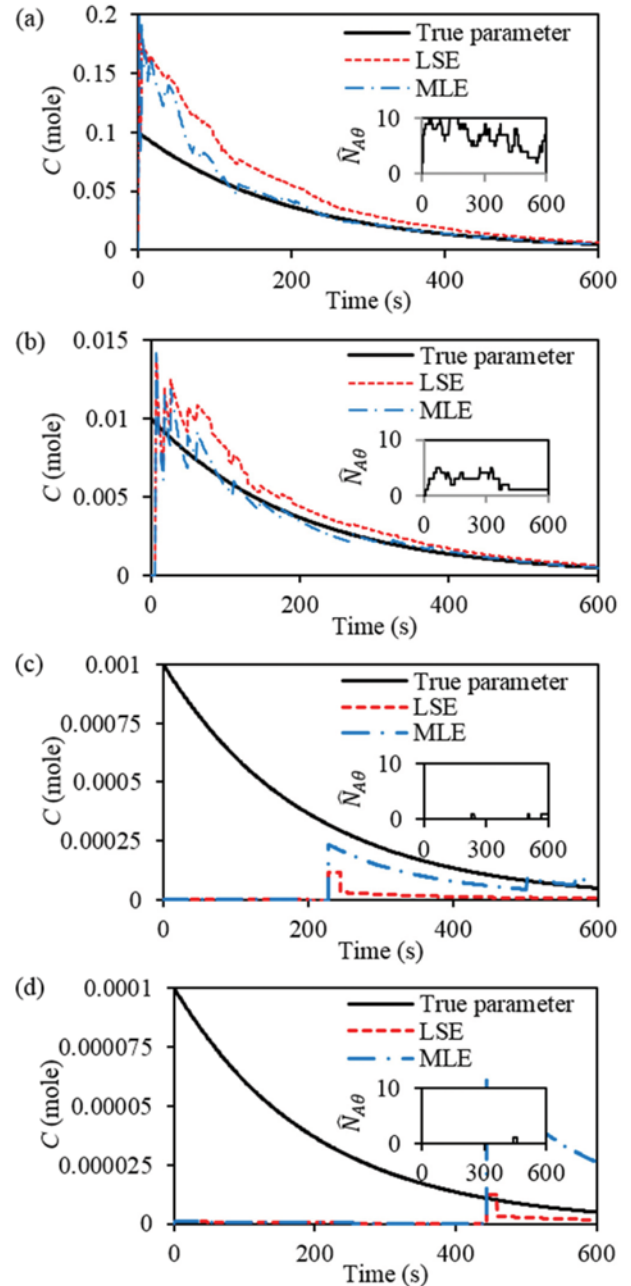 (a)
0.2
0.15
0.1
0.05
0
C (mole)
True parameter
LSE
MLE
N̂Aθ
10
0
0 300 600
0 200 400 600
Time (s)
(b)
0.015
0.01
0.005
0
C (mole)
True parameter
LSE
MLE
N̂Aθ
10
0
0 300 600
0 200 400 600
Time (s)
(c)
0.001
0.00075
0.0005
0.00025
0
C (mole)
True parameter
LSE
MLE
N̂Aθ
10
0
0 300 600
0 200 400 600
Time (s)
(d)
0.0001
0.000075
0.00005
0.000025
0
C (mole)
True parameter
LSE
MLE
N̂Aθ
10
0
0 300 600
0 200 400 600
Time (s)